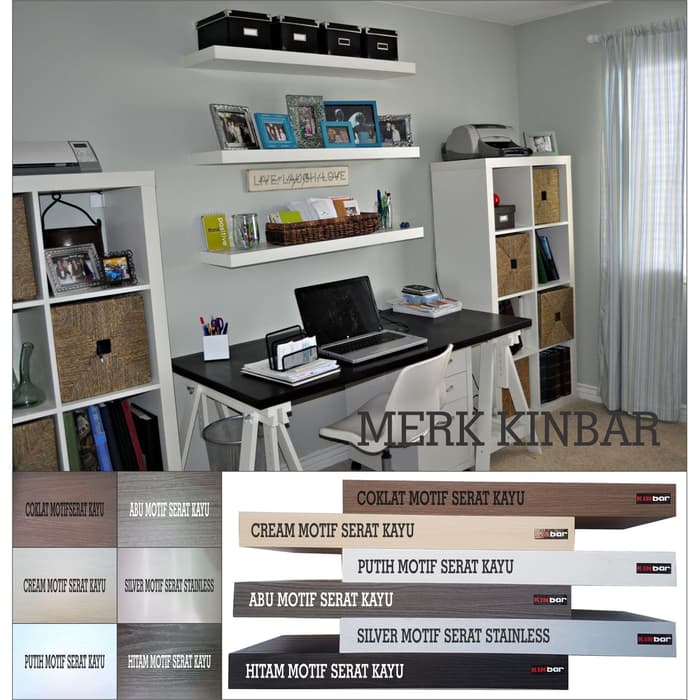 LIVE LAUGH LOVE
positive
MERK KINBAR
COKLAT MOTIFSERAT KAYU
ABU MOTIF SERAT KAYU
CREAM MOTIF SERAT KAYU
SILVER MOTIF SERAT STAINLESS
PUTIH MOTIF SERAT KAYU
HITAM MOTIF SERAT KAYU
COKLAT MOTIF SERAT KAYU KINbar
CREAM MOTIF SERAT KAYU KINbar
PUTIH MOTIF SERAT KAYU KINbar
ABU MOTIF SERAT KAYU KINbar
SILVER MOTIF SERAT STAINLESS KINbar
HITAM MOTIF SERAT KAYU KINbar